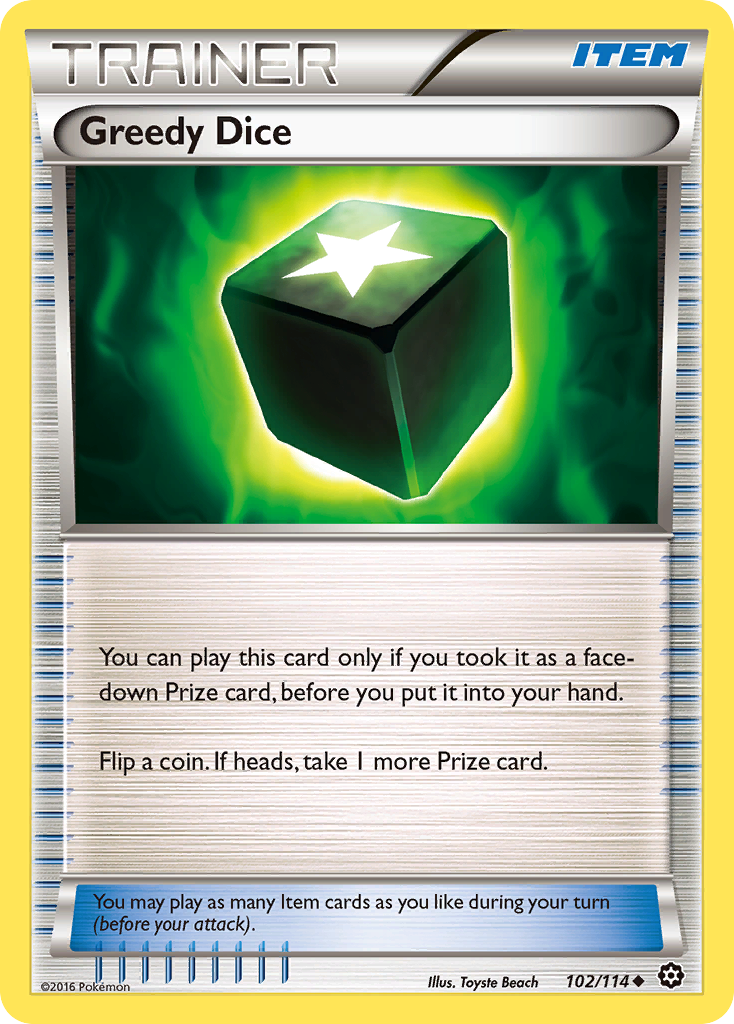 TRAINER
ITEM
Greedy Dice
You can play this card only if you took it as a face-
down Prize card, before you put it into your hand.
Flip a coin. If heads, take 1 more Prize card.
You may play as many Item cards as you like during your turn
(before your attack).
©2016 Pokémon
Illus. Toyste Beach
102/114